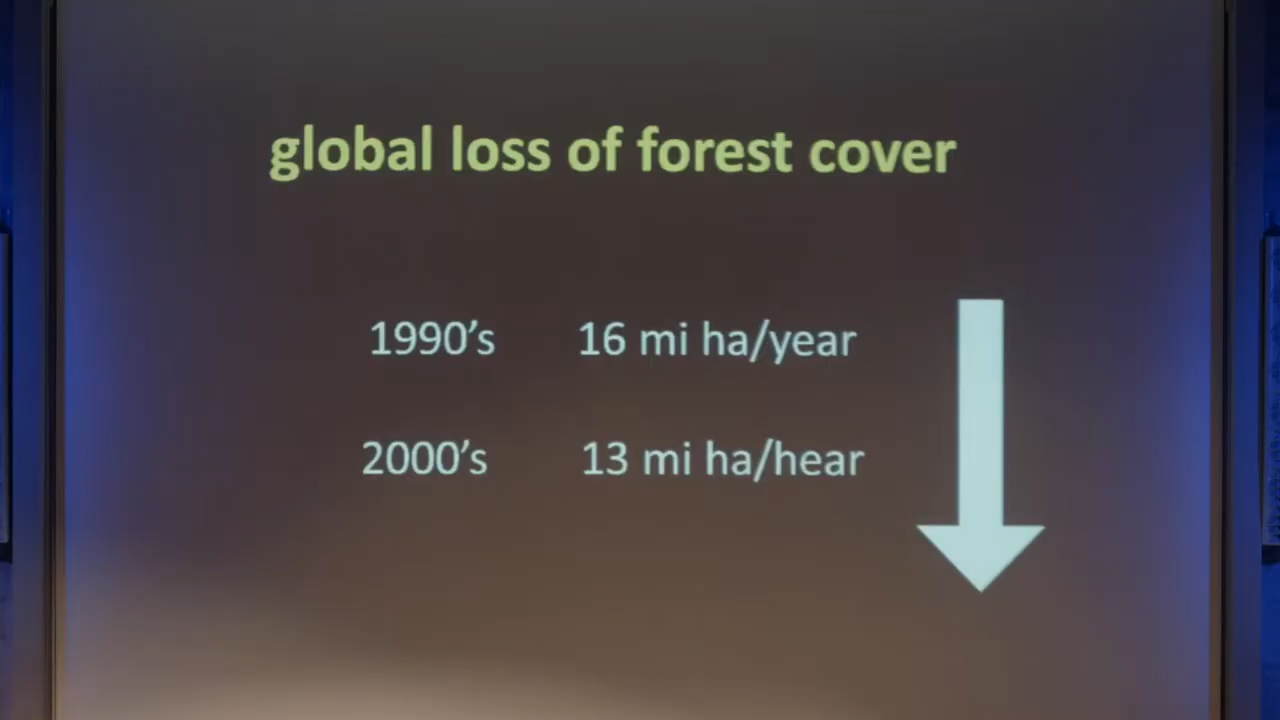 global loss of forest cover
1990’s 16 mi ha/year
2000’s 13 mi ha/hear